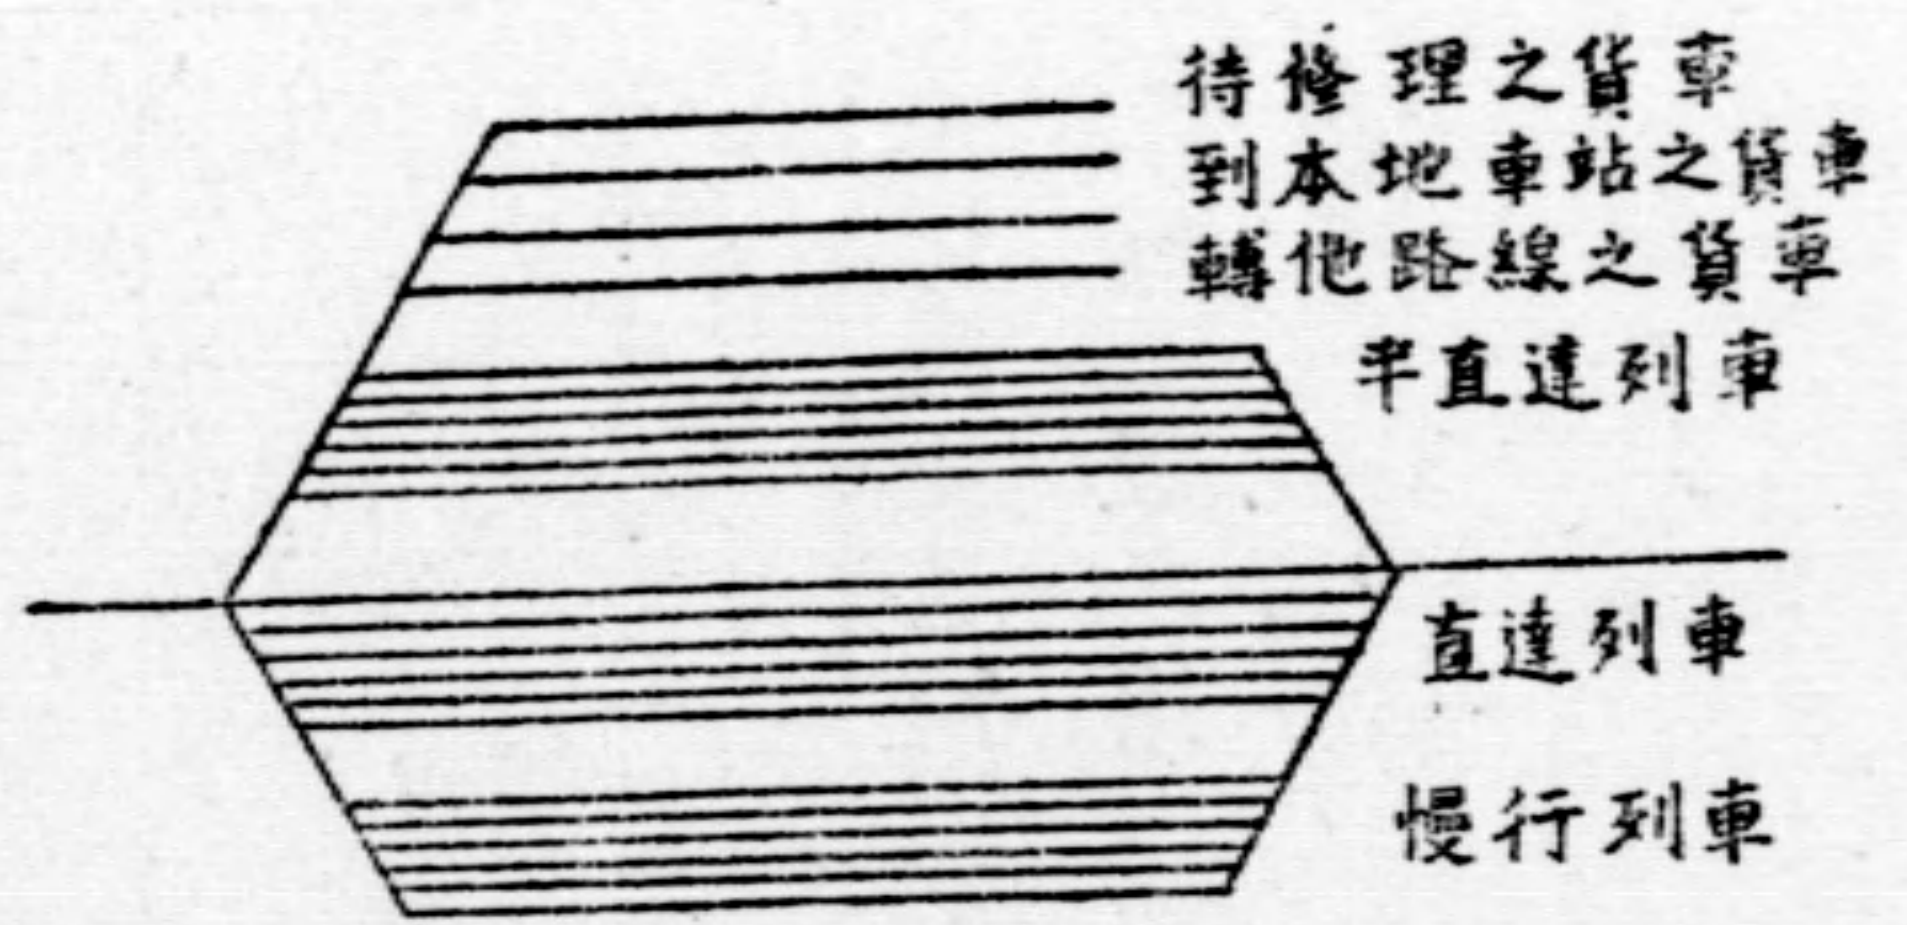 待修理之貨車
到本地車站之貨車
轉他路線之貨車
半直達列車
直達列車
慢行列車